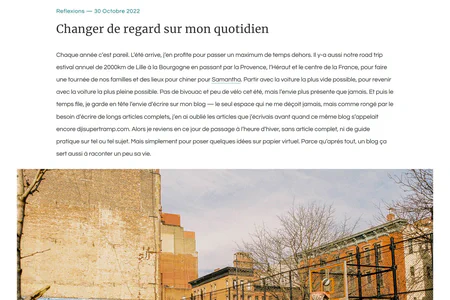 Reflexions — 30 Octobre 2022
Changer de regard sur mon quotidien
Chaque année c'est pareil. L'été arrive, j'en profite pour passer un maximum de temps dehors. Il y-a aussi notre road trip
estival annuel de 2000km de Lille à la Bourgogne en passant par la Provence, l'Héraut et le centre de la France, pour faire
une tournée de nos familles et des lieux pour chiner pour Samantha. Partir avec la voiture la plus vide possible, pour revenir
avec la voiture la plus pleine possible. Pas de bivouac et peu de vélo cet été, mais l'envie plus présente que jamais. Et puis le
temps file, je garde en tête l'envie d'écrire sur mon blog — le seul espace qui ne me déçoit jamais, mais comme rongé par le
besoin d'écrire de longs articles complets, j'en ai oublié les articles que j'écrivais avant quand ce même blog s'appelait
encore djisupertramp.com. Alors je reviens en ce jour de passage à l'heure d'hiver, sans article complet, ni de guide
pratique sur tel ou tel sujet. Mais simplement pour poser quelques idées sur papier virtuel. Parce qu'après tout, un blog ça
sert aussi à raconter un peu sa vie.